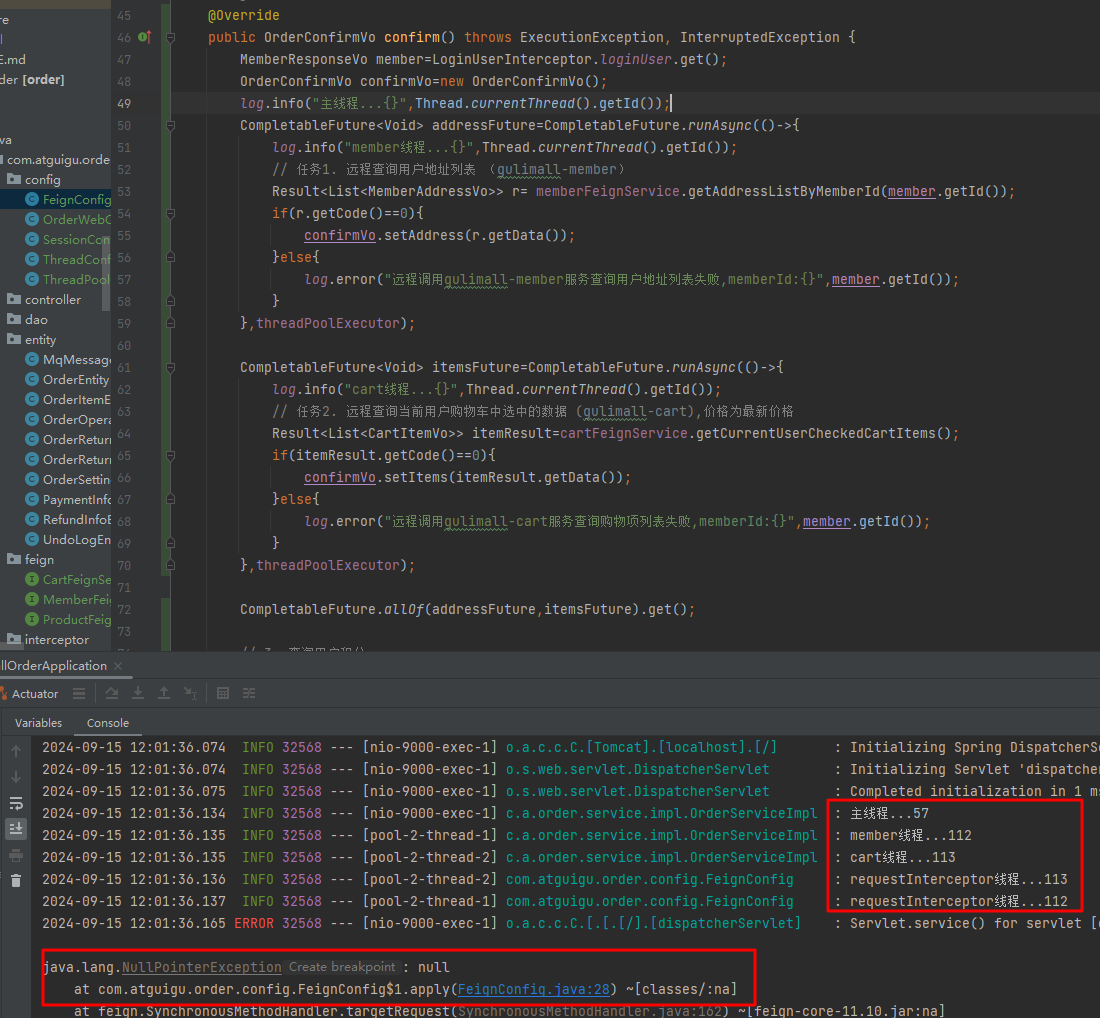 re
l
E.md
der [order]
va
com.atguigu.orde
config
FeignConfig
OrderWebC
SessionCon
ThreadConf
ThreadPool
controller
dao
entity
MqMessage
OrderEntity
OrderItemE
OrderOpera
OrderRetur
OrderRetur
OrderSettin
PaymentInfo
RefundInfoE
UndoLogEn
feign
CartFeignSe
MemberFei
ProductFeig
interceptor
45 @Override
46 public OrderConfirmVo confirm() throws ExecutionException, InterruptedException {
47 MemberResponseVo member=LoginUserInterceptor.loginUser.get();
48 OrderConfirmVo confirmVo=new OrderConfirmVo();
49 log.info("主线程...{}",Thread.currentThread().getId());
50 CompletableFuture<Void> addressFuture=CompletableFuture.runAsync(()->{
51 log.info("member线程...{}",Thread.currentThread().getId());
52 // 任务1. 远程查询用户地址列表 （gulimall-member）
53 Result<List<MemberAddressVo>> r= memberFeignService.getAddressListByMemberId(member.getId());
54 if(r.getCode()==0){
55 confirmVo.setAddress(r.getData());
56 }else{
57 log.error("远程调用gulimall-member服务查询用户地址列表失败,memberId:{}",member.getId());
58 }
59 },threadPoolExecutor);
60
61 CompletableFuture<Void> itemsFuture=CompletableFuture.runAsync(()->{
62 log.info("cart线程...{}",Thread.currentThread().getId());
63 // 任务2. 远程查询当前用户购物车中选中的数据 (gulimall-cart),价格为最新价格
64 Result<List<CartItemVo>> itemResult=cartFeignService.getCurrentUserCheckedCartItems();
65 if(itemResult.getCode()==0){
66 confirmVo.setItems(itemResult.getData());
67 }else{
68 log.error("远程调用gulimall-cart服务查询购物项列表失败,memberId:{}",member.getId());
69 }
70 },threadPoolExecutor);
71
72 CompletableFuture.allOf(addressFuture,itemsFuture).get();
73
llOrderApplication ×
Actuator
Variables Console
2024-09-15 12:01:36.074 INFO 32568 --- [nio-9000-exec-1] o.a.c.c.C.[Tomcat].[localhost].[/] : Initializing Spring DispatcherSe
2024-09-15 12:01:36.074 INFO 32568 --- [nio-9000-exec-1] o.s.web.servlet.DispatcherServlet : Initializing Servlet 'dispatcher
2024-09-15 12:01:36.075 INFO 32568 --- [nio-9000-exec-1] o.s.web.servlet.DispatcherServlet : Completed initialization in 1 ms
2024-09-15 12:01:36.134 INFO 32568 --- [nio-9000-exec-1] c.a.order.service.impl.OrderServiceImpl : 主线程...57
2024-09-15 12:01:36.135 INFO 32568 --- [pool-2-thread-1] c.a.order.service.impl.OrderServiceImpl : member线程...112
2024-09-15 12:01:36.135 INFO 32568 --- [pool-2-thread-2] c.a.order.service.impl.OrderServiceImpl : cart线程...113
2024-09-15 12:01:36.136 INFO 32568 --- [pool-2-thread-2] com.atguigu.order.config.FeignConfig : requestInterceptor线程...113
2024-09-15 12:01:36.137 INFO 32568 --- [pool-2-thread-1] com.atguigu.order.config.FeignConfig : requestInterceptor线程...112
2024-09-15 12:01:36.165 ERROR 32568 --- [nio-9000-exec-1] o.a.c.c.C.[.[.[/].[dispatcherServlet] : Servlet.service() for servlet [d
java.lang.NullPointerException Create breakpoint : null
at com.atguigu.order.config.FeignConfig$1.apply(FeignConfig.java:28) ~[classes/:na]
at feign.SynchronousMethodHandler.targetRequest(SynchronousMethodHandler.java:162) ~[feign-core-11.10.jar:na]